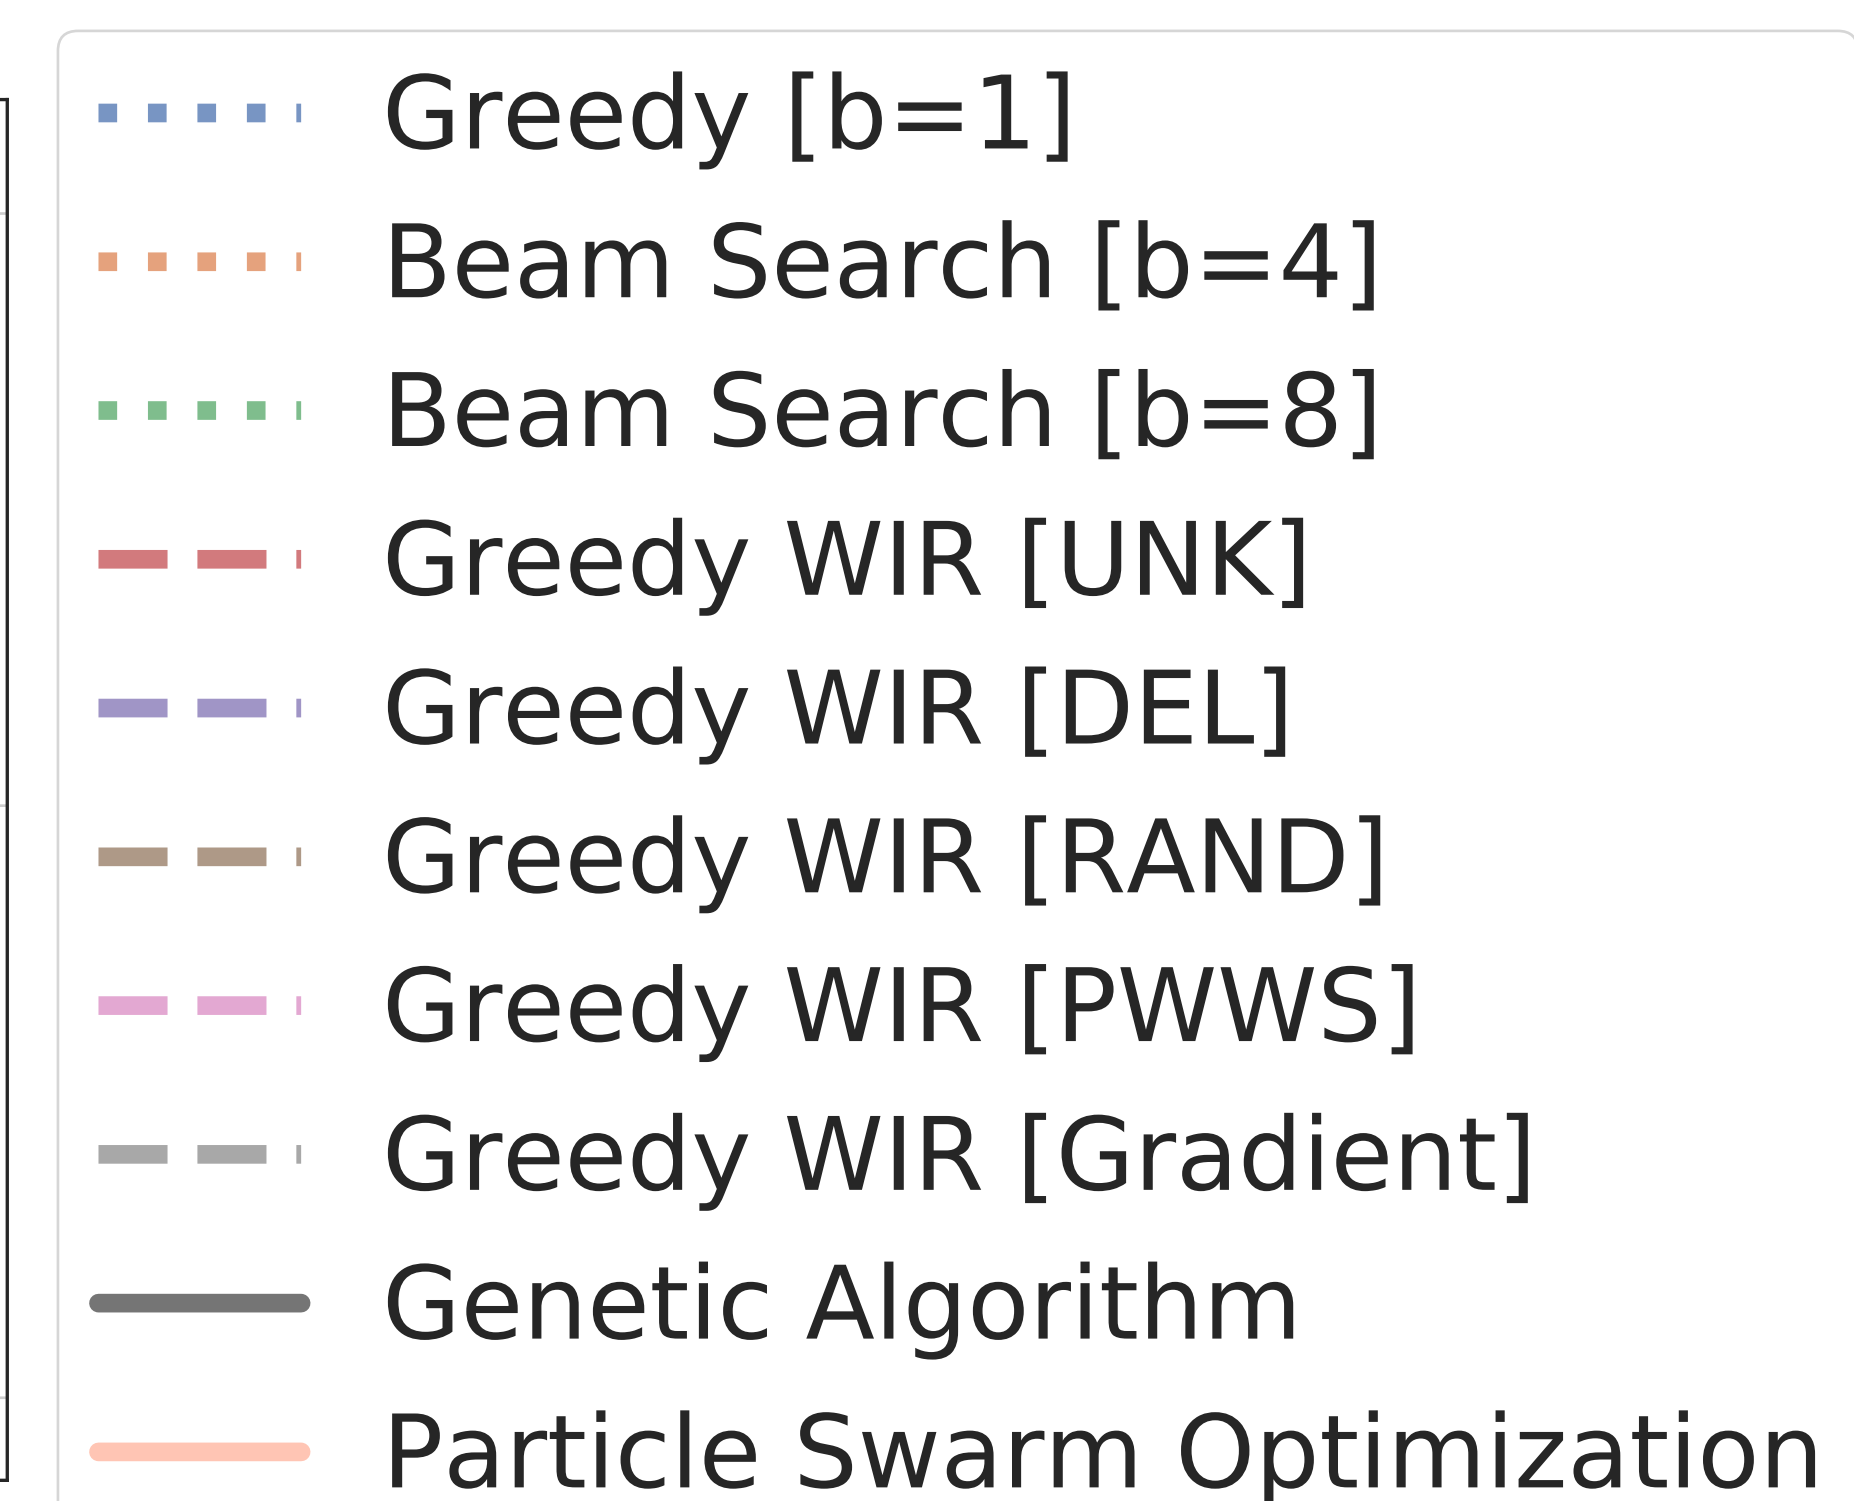 Greedy [b=1]
Beam Search [b=4]
Beam Search [b=8]
Greedy WIR [UNK]
Greedy WIR [DEL]
Greedy WIR [RAND]
Greedy WIR [PWWS]
Greedy WIR [Gradient]
Genetic Algorithm
Particle Swarm Optimization